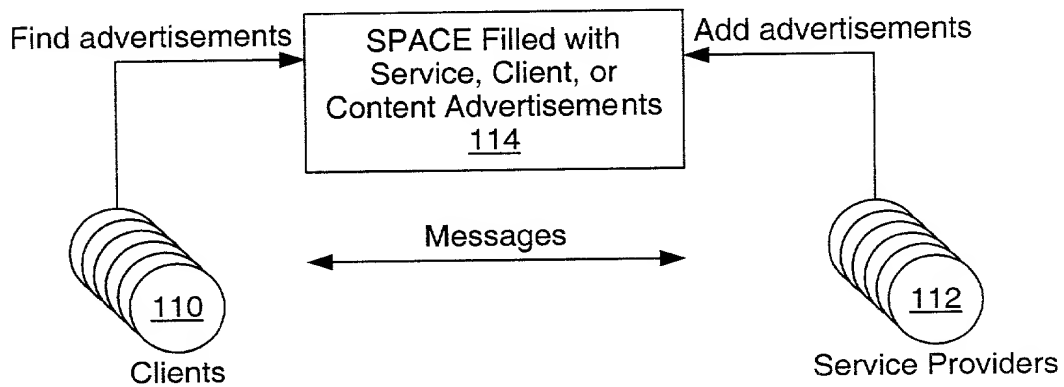 Find advertisements
SPACE Filled with
Service, Client, or
Content Advertisements
114
Add advertisements
Messages
110
Clients
112
Service Providers